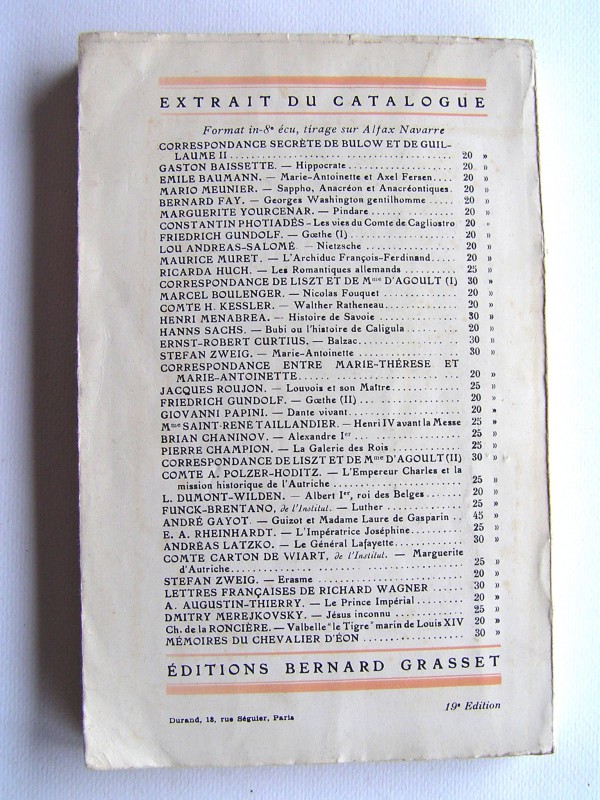 EXTRAIT DU CATALOGUE
Format in-8e écu, tirage sur Alfax Navarre
CORRESPONDANCE SECRÈTE DE BULOW ET DE GUIL-
LAUME II ........ 20 »
GASTON BAISSETTE. — Hippocrate ........ 20 »
EMILE BAUMANN. — Marie-Antoinette et Axel Fersen.... 20 »
MARIO MEUNIER. — Sappho, Anacréon et Anacréontiques. 20 »
BERNARD FAY. — Georges Washington gentilhomme ..... 20 »
MARGUERITE YOURCENAR. — Pindare ........ 20 »
CONSTANTIN PHOTIADÈS - Les vies du Comte de Cagliostro 20 »
FRIEDRICH GUNDOLF. — Gœthe (I) ........ 20 »
LOU ANDREAS-SALOMÉ — Nietzsche ........ 20 »
MAURICE MURET. — L'Archiduc François-Ferdinand..... 20 »
RICARDA HUCH. — Les Romantiques allemands ........ 25 »
CORRESPONDANCE DE LISZT ET DE Mme D'AGOULT (I) 30 »
MARCEL BOULENGER. — Nicolas Fouquet ........ 20 »
COMTE H. KESSLER. — Walther Ratheneau ........ 20 »
HENRI MENABREA. — Histoire de Savoie ........ 30 »
HANNS SACHS. — Bubi ou l'histoire de Caligula ........ 20 »
ERNST-ROBERT CURTIUS. — Balzac ........ 30 »
STEFAN ZWEIG. — Marie-Antoinette ........ 30 »
CORRESPONDANCE ENTRE MARIE-THÉRESE ET
MARIE-ANTOINETTE ........ 20 »
JACQUES ROUJON. — Louvois et son Maître ........ 25 »
FRIEDRICH GUNDOLF. — Gœthe (II) ........ 20 »
GIOVANNI PAPINI. — Dante vivant ........ 20 »
Mme SAINT-RENÉ TAILLANDIER. — Henri IV avant la Messe 25 »
BRIAN CHANINOV. — Alexandre Ier ........ 25 »
PIERRE CHAMPION. — La Galerie des Rois ........ 25 »
CORRESPONDANCE DE LISZT ET DE Mme D'AGOULT (II) 30 »
COMTE A. POLZER-HODITZ. — L'Empereur Charles et la
mission historique de l'Autriche ........ 25 »
L. DUMONT-WILDEN. — Albert Ier, roi des Belges ....... 20 »
FUNCK-BRENTANO, de l'Institut. — Luther ........ 25 »
ANDRÉ GAYOT. — Guizot et Madame Laure de Gasparin .. 45 »
E. A. RHEINHARDT. — L'Impératrice Joséphine........ 25 »
ANDRÉAS LATZKO. — Le Général Lafayette ........ 30 »
COMTE CARTON DE WIART, de l'Institut. — Marguerite
d'Autriche ........ 25 »
STEFAN ZWEIG. — Erasme ........ 20 »
LETTRES FRANÇAISES DE RICHARD WAGNER ...... 30 »
A. AUGUSTIN-THIERRY. — Le Prince Impérial ........ 20 »
DMITRY MEREJKOVSKY. — Jésus inconnu ........ 25 »
Ch. de la RONCIÈRE. — Valbelle "le Tigre" marin de Louis XIV 20 »
MÉMOIRES DU CHEVALIER D'ÉON ........ 30 »
ÉDITIONS BERNARD GRASSET
19e Edition
Durand, 18, rue Séguier, Paris